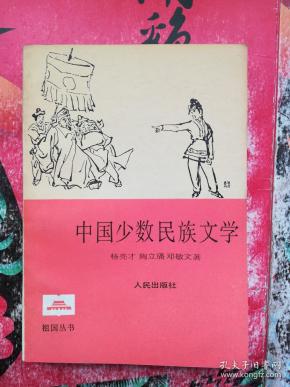 中国少数民族文学
杨亮才 陶立璠 邓敏文著
人民出版社
祖国丛书
孔夫子旧书网